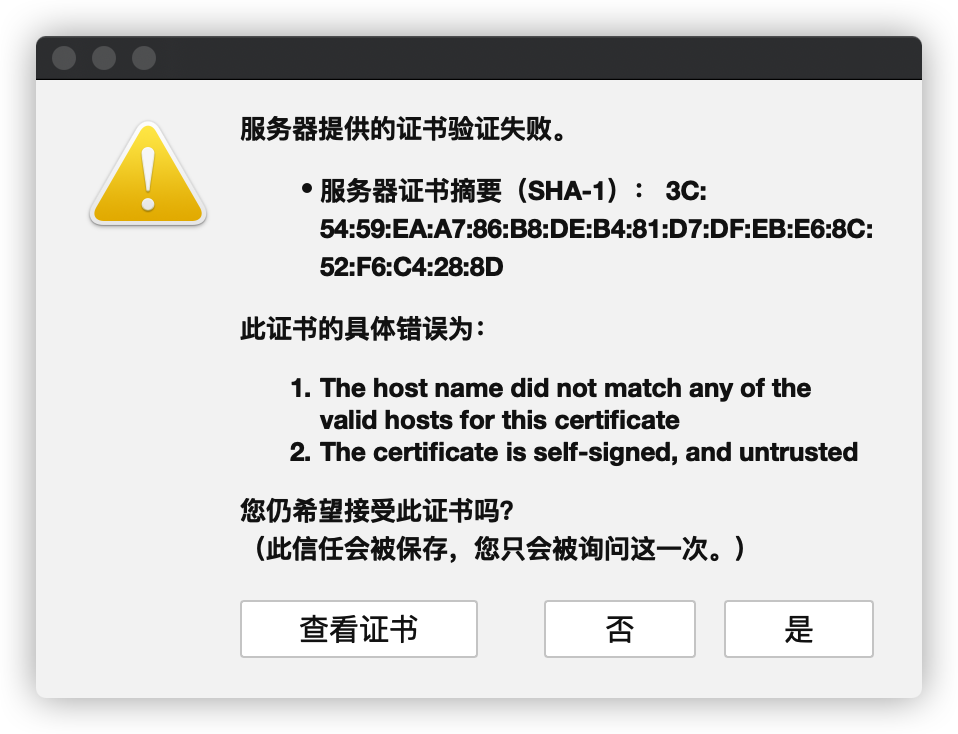 服务器提供的证书验证失败。
• 服务器证书摘要（SHA-1）： 3C:
54:59:EA:A7:86:B8:DE:B4:81:D7:DF:EB:E6:8C:
52:F6:C4:28:8D
此证书的具体错误为：
1. The host name did not match any of the
valid hosts for this certificate
2. The certificate is self-signed, and untrusted
您仍希望接受此证书吗？
（此信任会被保存，您只会被询问这一次。）
查看证书 否 是